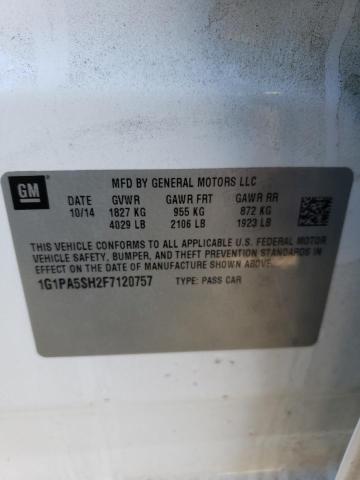 GM
MFD BY GENERAL MOTORS LLC
DATE GVWR GAWR FRT GAWR RR
10/14 1827 KG 955 KG 872 KG
4029 LB 2106 LB 1923 LB
THIS VEHICLE CONFORMS TO ALL APPLICABLE U.S. FEDERAL MOTOR
VEHICLE SAFETY, BUMPER, AND THEFT PREVENTION STANDARDS
IN EFFECT ON THE DATE OF MANUFACTURE SHOWN ABOVE.
1G1PA5SH2F7120757 TYPE: PASS CAR